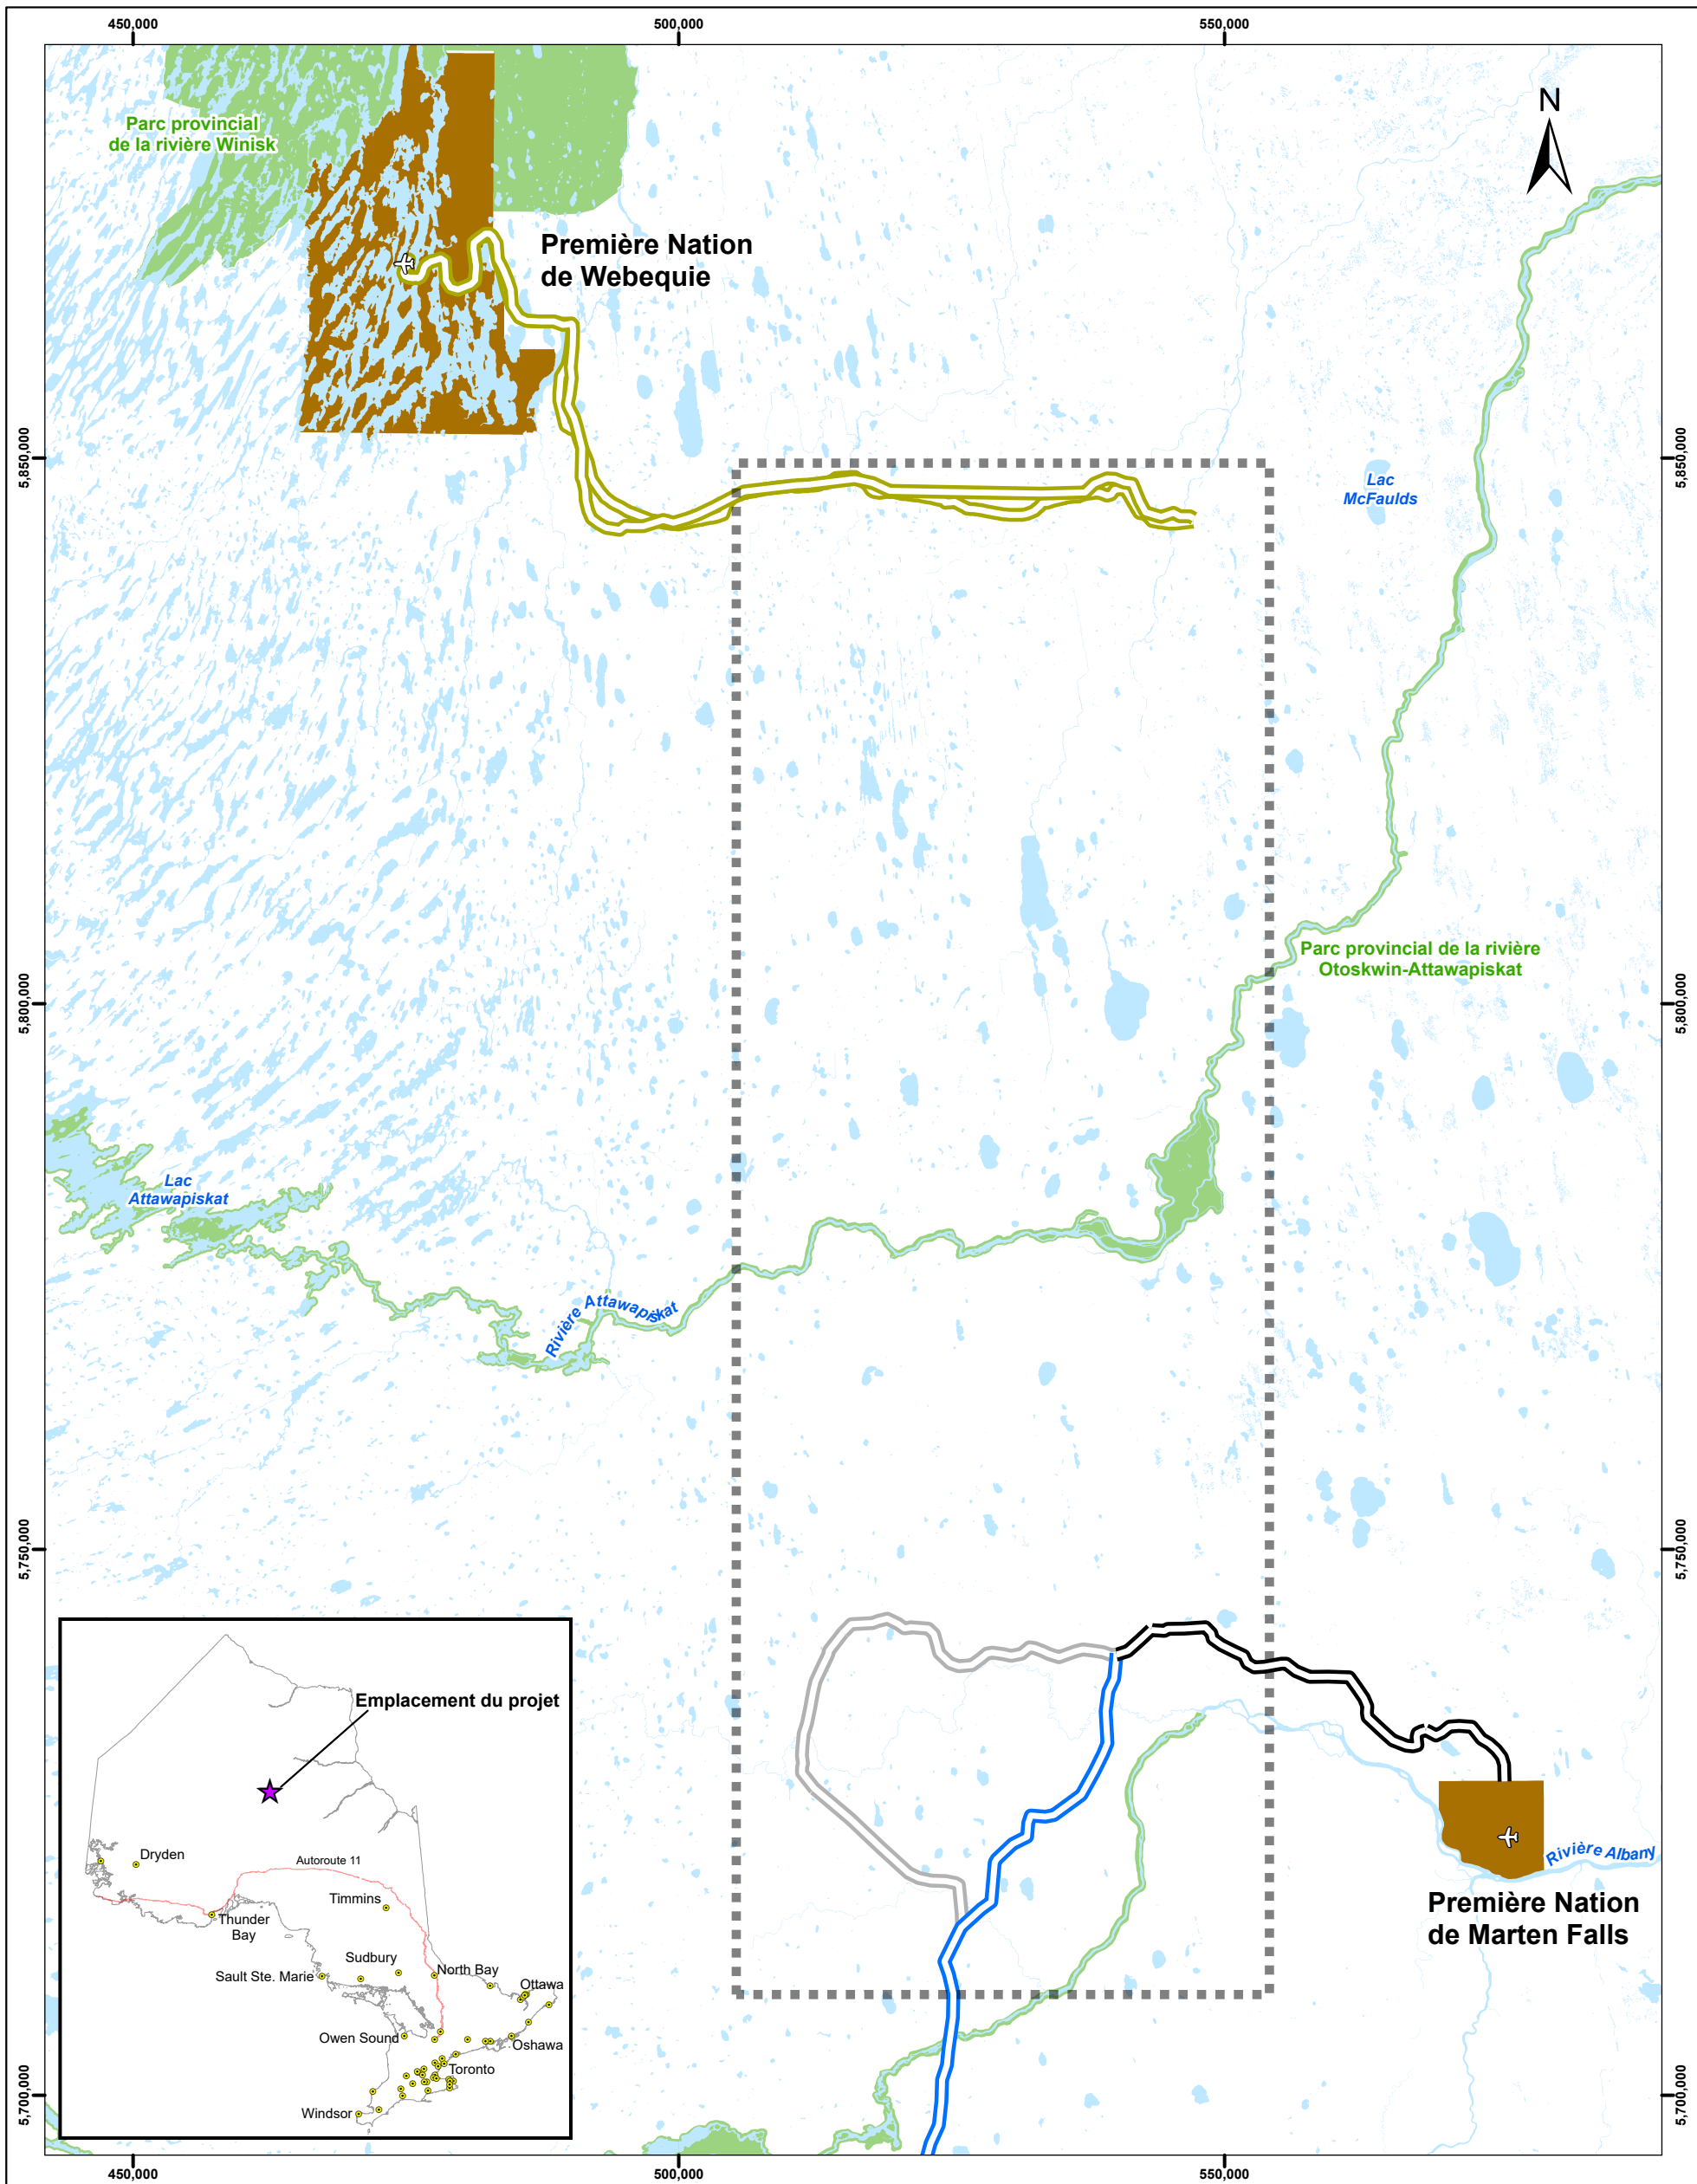 450,000
500,000
550,000
N
Parc provincial
de la rivière Winisk
Première Nation
de Webequie
5,850,000
5,850,000
Lac
McFaulds
Parc provincial de la rivière
Otoskwin-Attawapiskat
5,800,000
5,800,000
Lac
Attawapiskat
Rivière Attawapiskat
5,750,000
5,750,000
Emplacement du projet
Dryden
Autoroute 11
Timmins
Thunder
Bay
Sudbury
Sault Ste. Marie
North Bay
Ottawa
Owen Sound
Oshawa
Toronto
Windsor
Rivière Albany
Première Nation
de Marten Falls
5,700,000
5,700,000
450,000
500,000
550,000